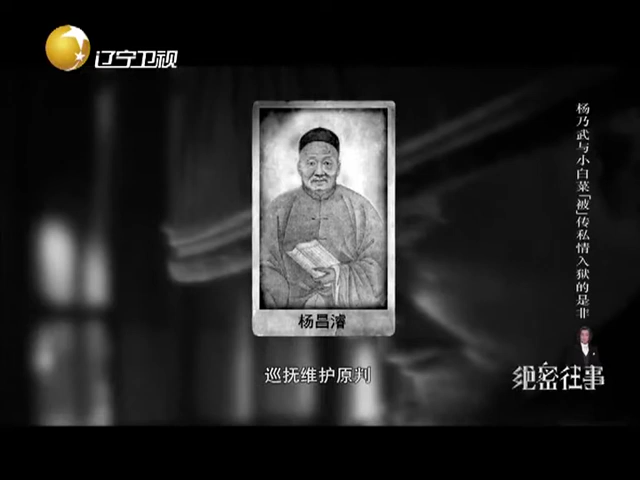 辽宁卫视
杨乃武与小白菜「被」传私情入狱的是非
杨昌濬
巡抚维护原判
绝密往事